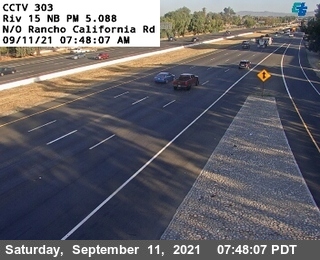 CCTV 303
Riv 15 NB PM 5.088
N/O Rancho California Rd
09/11/21 07:48:07 AM
Saturday, September 11, 2021 07:48:07 PDT